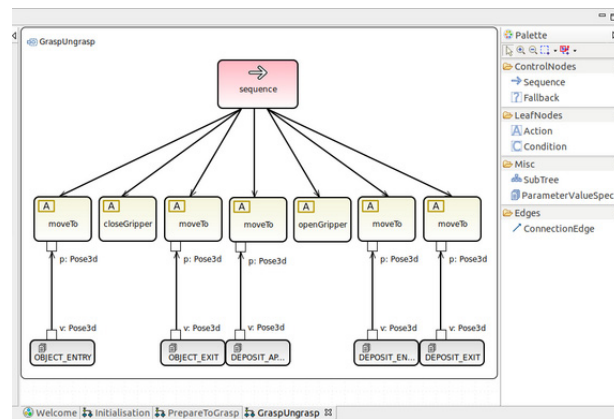 GraspUngrasp
sequence
A A A A A A A
moveTo closeGripper moveTo moveTo openGripper moveTo moveTo
p: Pose3d p: Pose3d p: Pose3d p: Pose3d p: Pose3d
v: Pose3d v: Pose3d v: Pose3d v: Pose3d v: Pose3d
OBJECT_ENTRY OBJECT_EXIT DEPOSIT_AP... DEPOSIT_EN... DEPOSIT_EXIT
Palette
ControlNodes
Sequence
? Fallback
LeafNodes
A Action
C Condition
Misc
SubTree
ParameterValueSpec
Edges
ConnectionEdge
Welcome Initialisation PrepareToGrasp GraspUngrasp